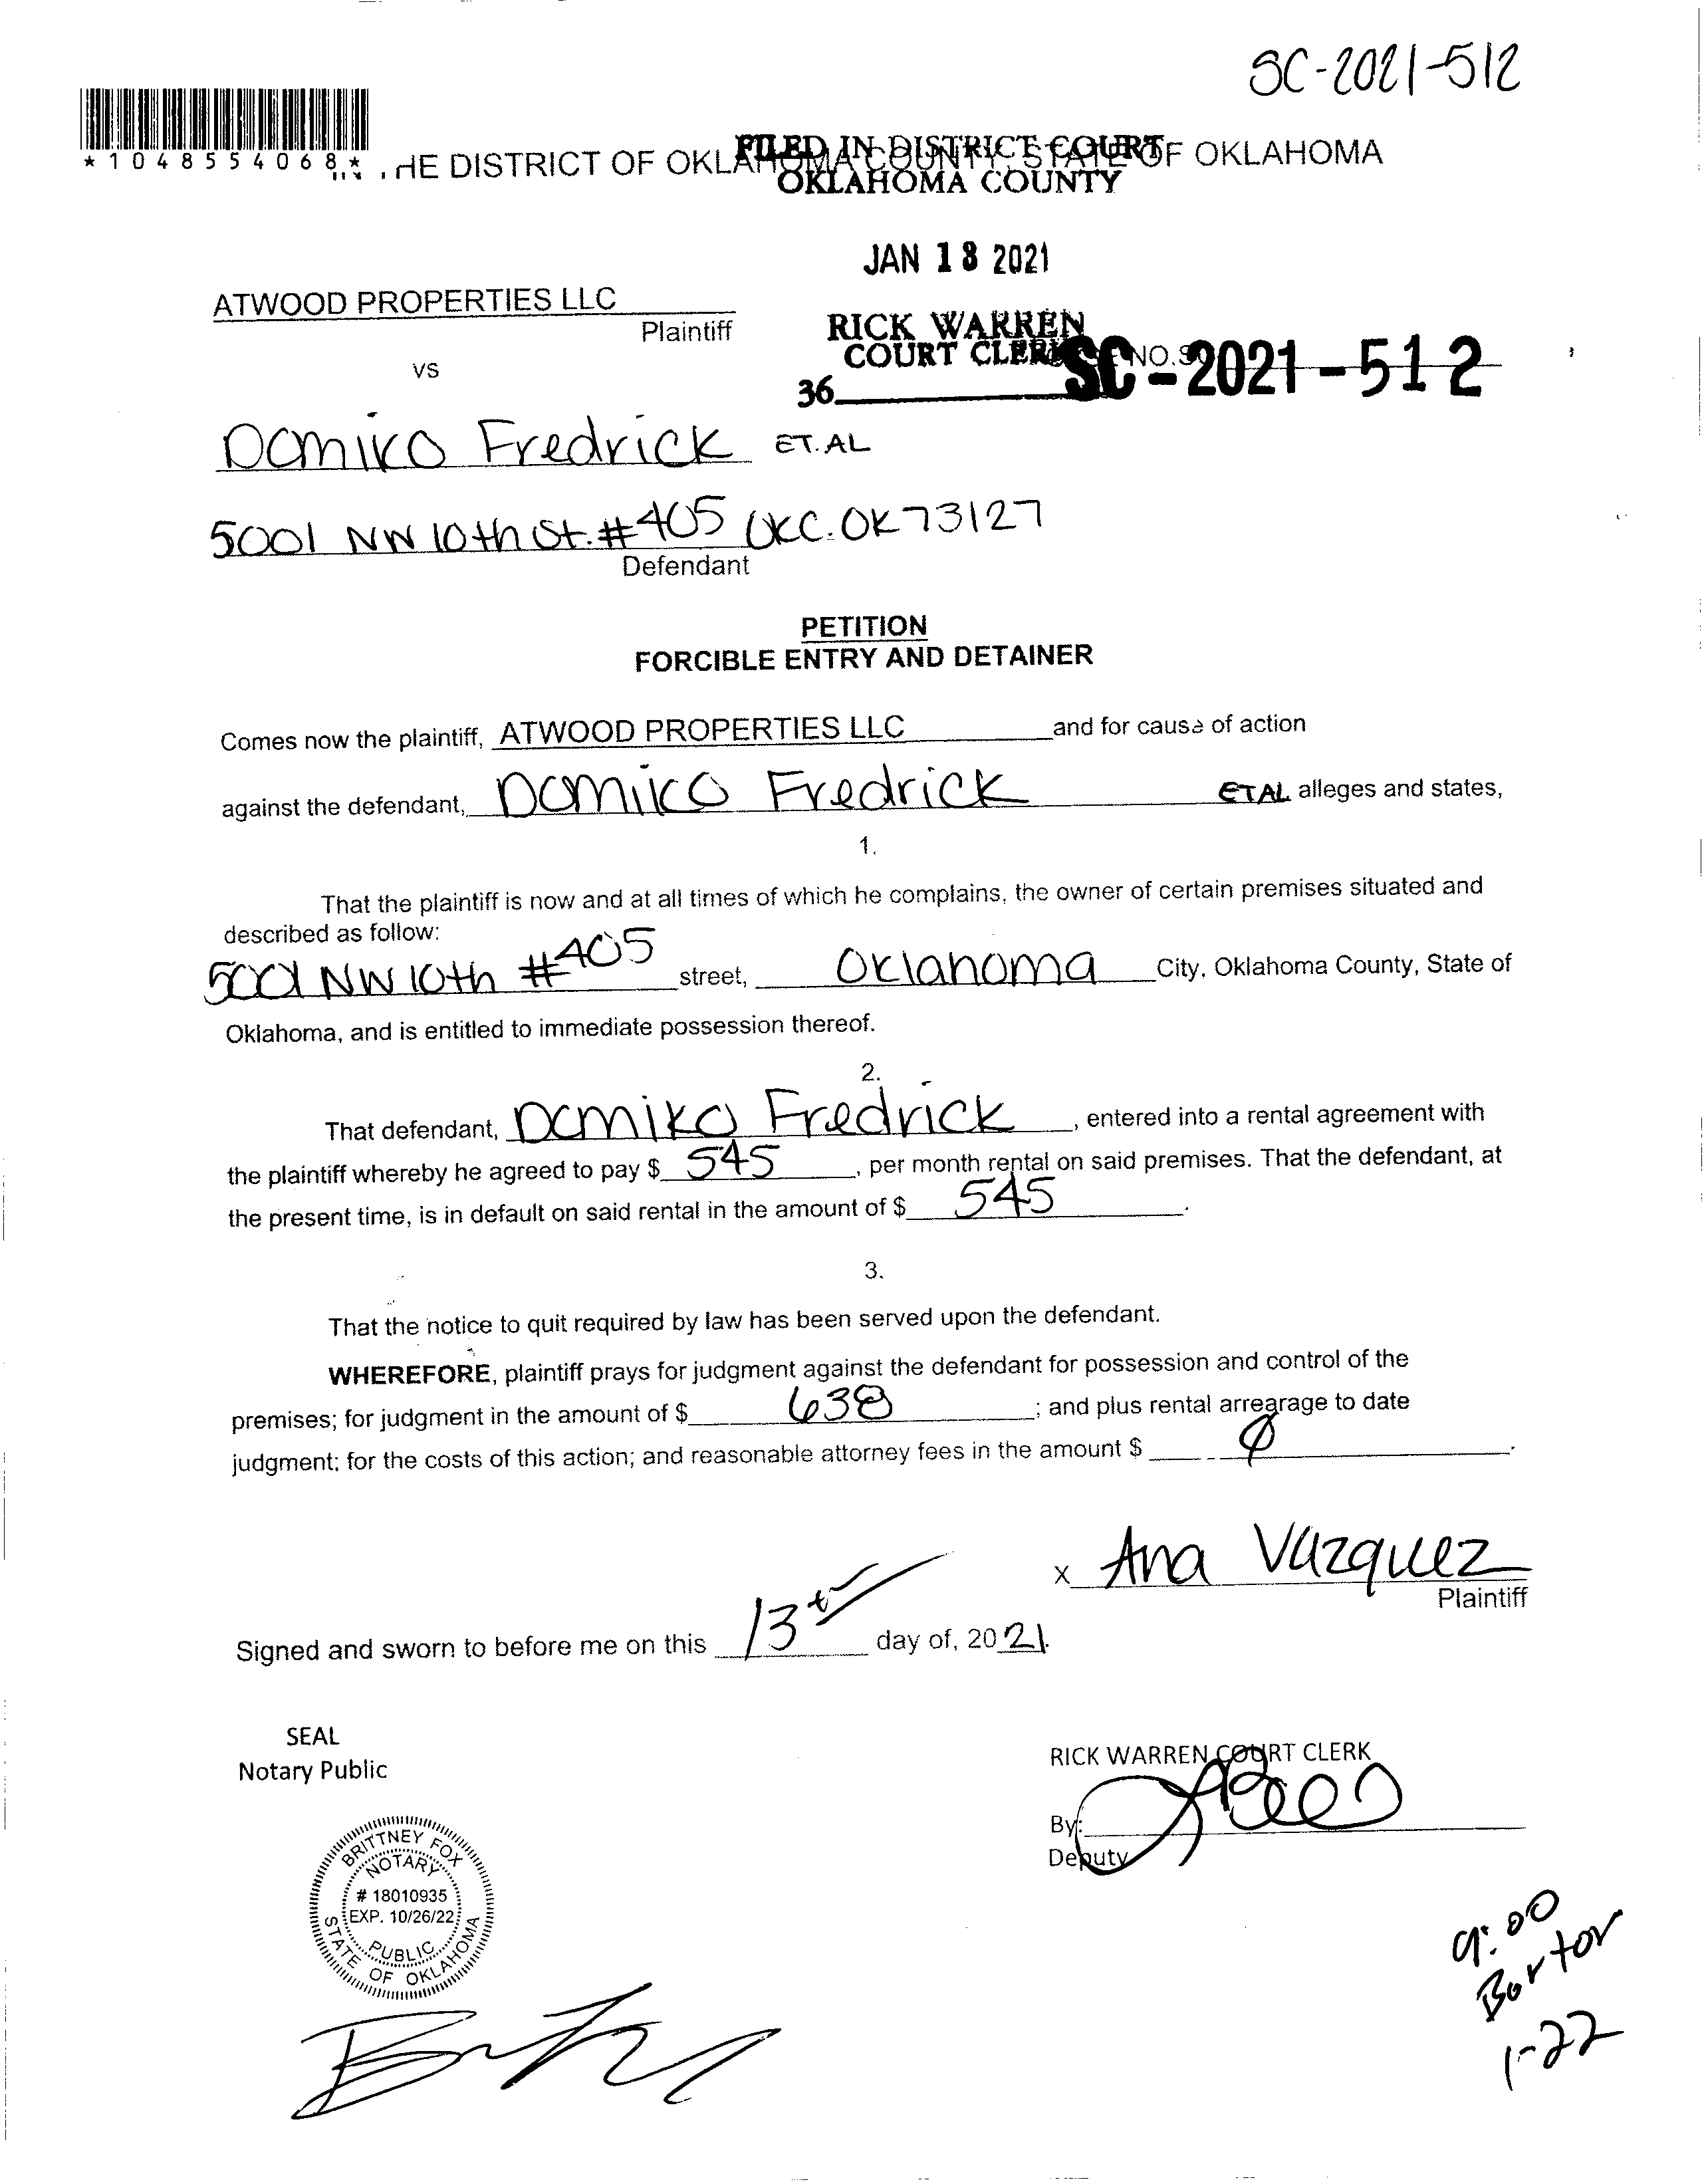 SC-2021-512
*1048554068*
THE DISTRICT OF OKLAHOMA COUNTY STATE OF OKLAHOMA
FILED IN DISTRICT COURT
OKLAHOMA COUNTY
JAN 13 2021
ATWOOD PROPERTIES LLC
Plaintiff
RICK WARREN
COURT CLERK
vs
NO. SC-2021-512
36
Domiko Fredrick ET.AL
5001 NW 10th St. #405 OKC. OK 73127
Defendant
PETITION
FORCIBLE ENTRY AND DETAINER
Comes now the plaintiff, ATWOOD PROPERTIES LLC and for cause of action
against the defendant, Domiko Fredrick ETAL alleges and states,
1.
That the plaintiff is now and at all times of which he complains, the owner of certain premises situated and
described as follow:
5001 NW 10th #405 street, Oklahoma City, Oklahoma County, State of
Oklahoma, and is entitled to immediate possession thereof.
2.
That defendant, Domiko Fredrick, entered into a rental agreement with
the plaintiff whereby he agreed to pay $ 545, per month rental on said premises. That the defendant, at
the present time, is in default on said rental in the amount of $ 545.
3.
That the notice to quit required by law has been served upon the defendant.
WHEREFORE, plaintiff prays for judgment against the defendant for possession and control of the
premises; for judgment in the amount of $ 638; and plus rental arrearage to date
judgment; for the costs of this action; and reasonable attorney fees in the amount $ 0.
x Ana Vazquez
Plaintiff
Signed and sworn to before me on this 13th day of, 2021.
SEAL
Notary Public
RICK WARREN COURT CLERK
By:
Deputy
BRITTNEY FOX
NOTARY
# 18010935
EXP. 10/26/22
PUBLIC
STATE OF OKLAHOMA
9:00
1-22